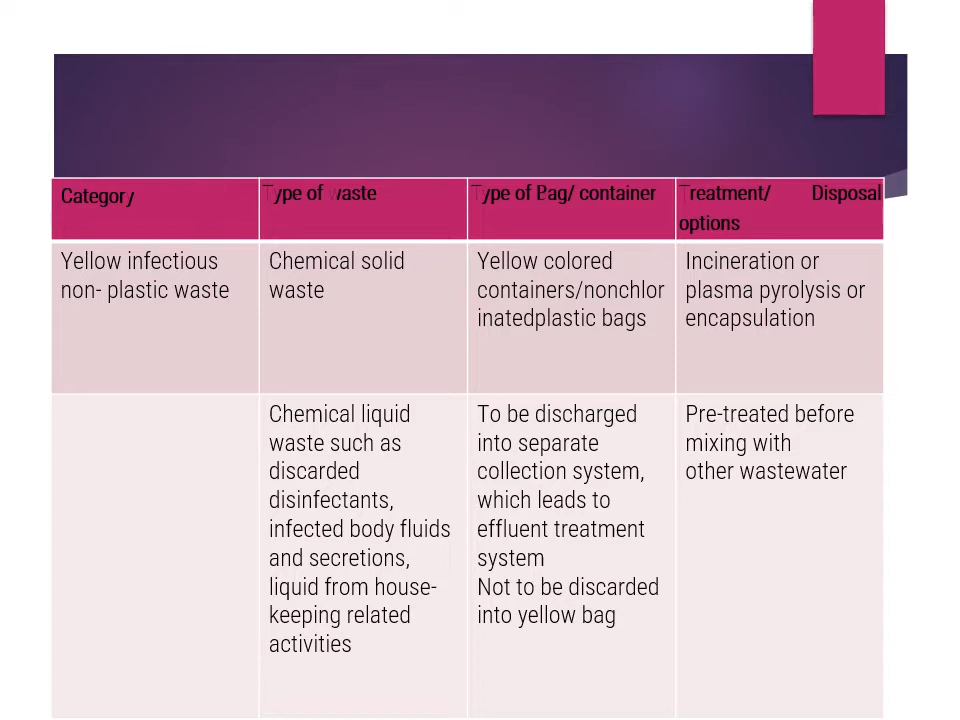 Category
Type of waste
Type of Bag/ container
Treatment/ Disposal
options
Yellow infectious
non- plastic waste
Chemical solid
waste
Yellow colored
containers/nonchlor
inatedplastic bags
Incineration or
plasma pyrolysis or
encapsulation
Chemical liquid
waste such as
discarded
disinfectants,
infected body fluids
and secretions,
liquid from house-
keeping related
activities
To be discharged
into separate
collection system,
which leads to
effluent treatment
system
Not to be discarded
into yellow bag
Pre-treated before
mixing with
other wastewater